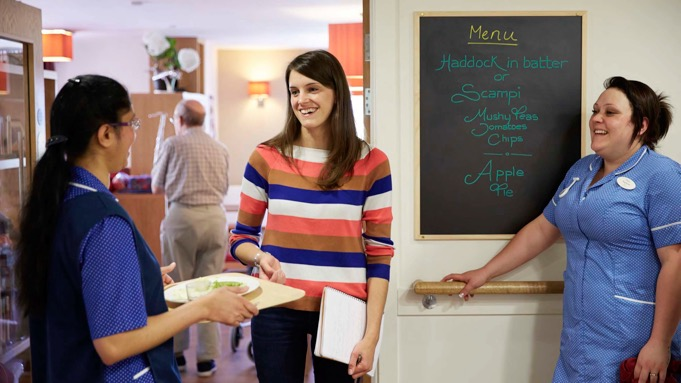 Menu
Haddock in batter
or
Scampi
Mushy Peas
Tomatoes
Chips
Apple
Pie